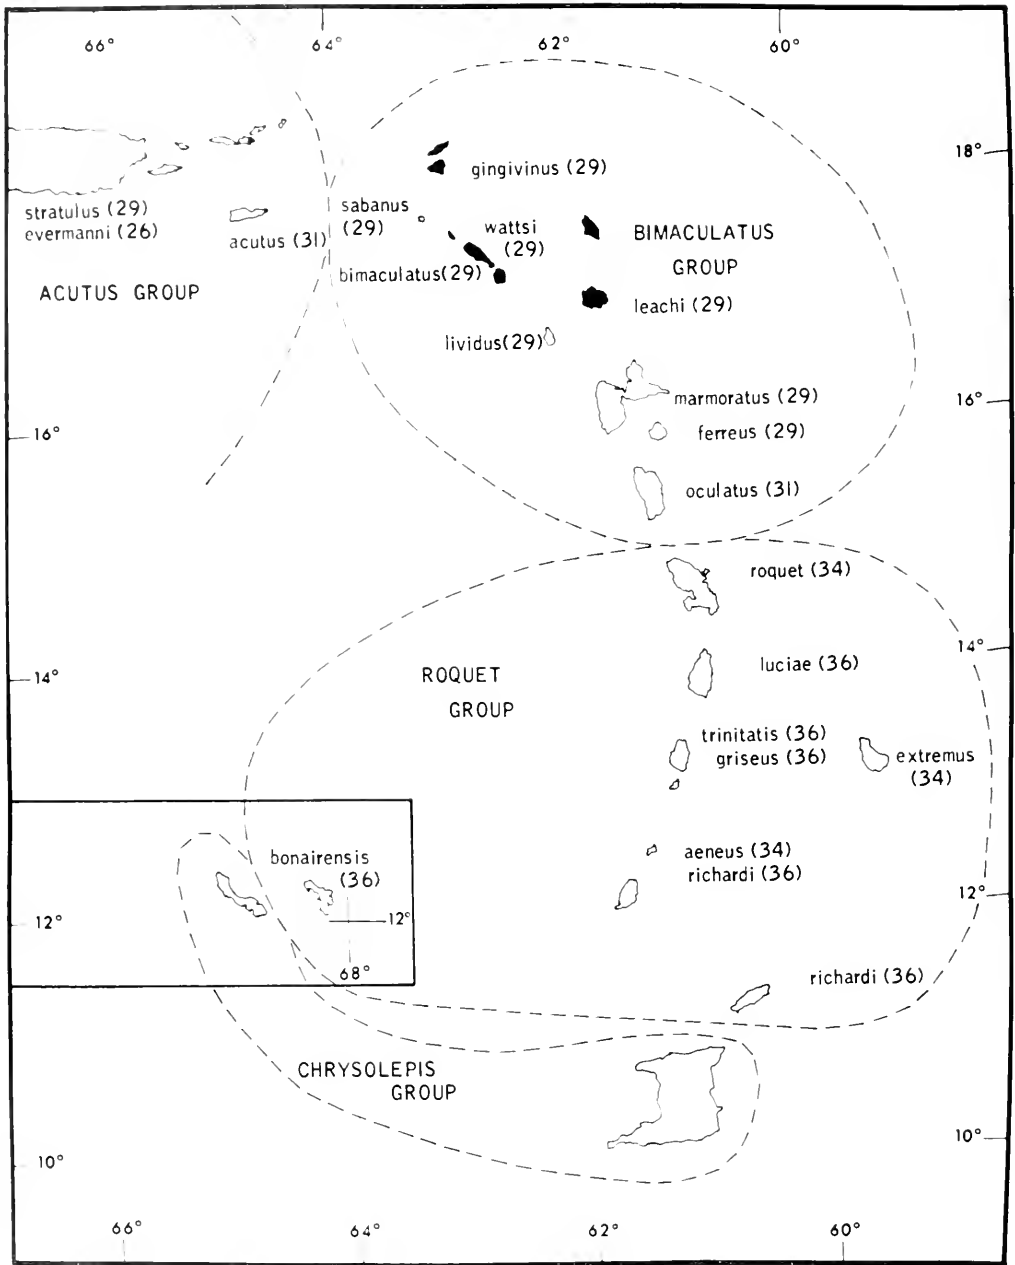 66°
64°
62°
60°
18°
gingivinus (29)
stratulus (29)
evermanni (26)
acutus (31)
sabanus
(29)
wattsi
(29)
bimaculatus(29)
BIMACULATUS
GROUP
ACUTUS GROUP
leachi (29)
lividus(29)
marmoratus (29)
16°
16°
ferreus (29)
oculatus (31)
roquet (34)
14°
14°
ROQUET
GROUP
luciae (36)
trinitatis (36)
griseus (36)
extremus
(34)
bonairensis
(36)
aeneus (34)
richardi (36)
12°
12°
12°
68°
richardi (36)
CHRYSOLEPIS
GROUP
10°
10°
66°
64°
62°
60°